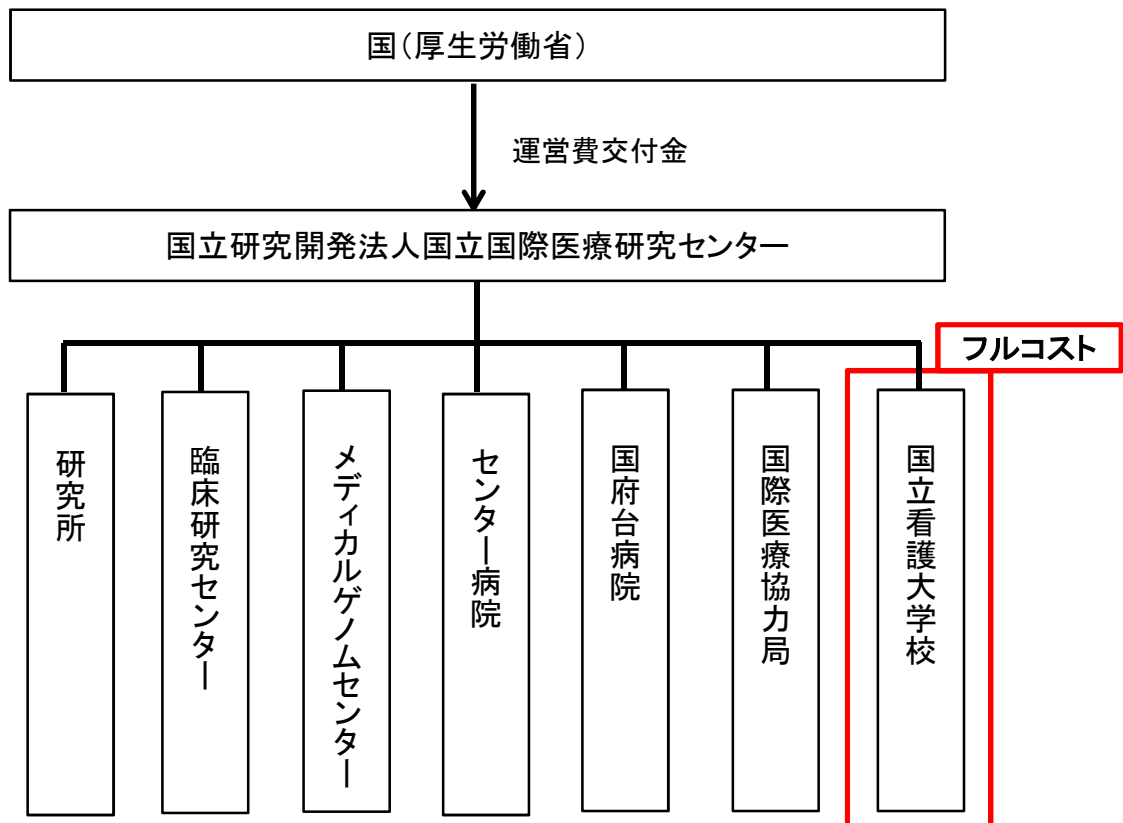 国（厚生労働省）
運営費交付金
国立研究開発法人国立国際医療研究センター
フルコスト
研究所
臨床研究センター
メディカルゲノムセンター
センター病院
国府台病院
国際医療協力局
国立看護大学校